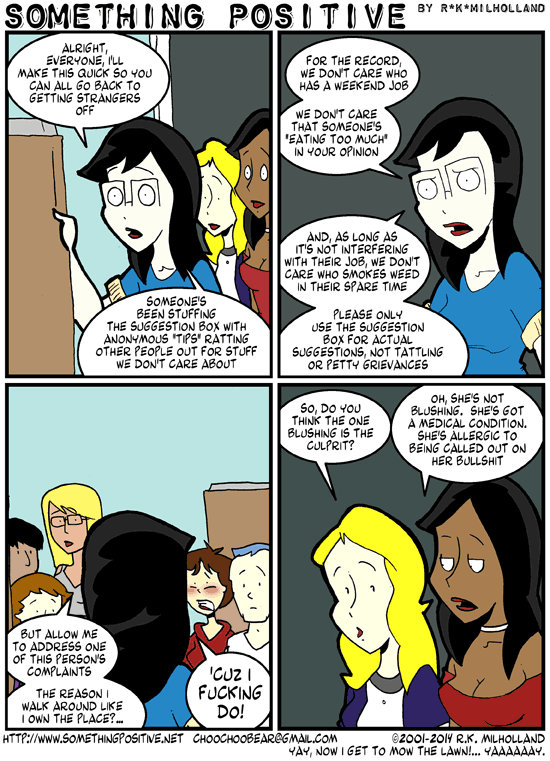 SOMETHING POSITIVE BY R*K*MILHOLLAND
ALRIGHT,
EVERYONE, I'LL
MAKE THIS QUICK SO YOU
CAN ALL GO BACK TO
GETTING STRANGERS
OFF
SOMEONE'S
BEEN STUFFING
THE SUGGESTION BOX WITH
ANONYMOUS "TIPS" RATTING
OTHER PEOPLE OUT FOR STUFF
WE DON'T CARE ABOUT
FOR THE RECORD,
WE DON'T CARE WHO
HAS A WEEKEND JOB
WE DON'T CARE
THAT SOMEONE'S
"EATING TOO MUCH"
IN YOUR OPINION
AND, AS LONG AS
IT'S NOT INTERFERING
WITH THEIR JOB, WE DON'T
CARE WHO SMOKES WEED
IN THEIR SPARE TIME
PLEASE ONLY
USE THE SUGGESTION
BOX FOR ACTUAL
SUGGESTIONS, NOT TATTLING
OR PETTY GRIEVANCES
BUT ALLOW ME
TO ADDRESS ONE
OF THIS PERSON'S
COMPLAINTS
THE REASON I
WALK AROUND LIKE
I OWN THE PLACE?...
'CUZ I
FUCKING
DO!
SO, DO YOU
THINK THE ONE
BLUSHING IS THE
CULPRIT?
OH, SHE'S NOT
BLUSHING. SHE'S GOT
A MEDICAL CONDITION.
SHE'S ALLERGIC TO
BEING CALLED OUT ON
HER BULLSHIT
HTTP://WWW.SOMETHINGPOSITIVE.NET CHOOCHOOBEAR@GMAIL.COM ©2001-2014 R.K. MILHOLLAND
YAY, NOW I GET TO MOW THE LAWN!... YAAAAAAY.